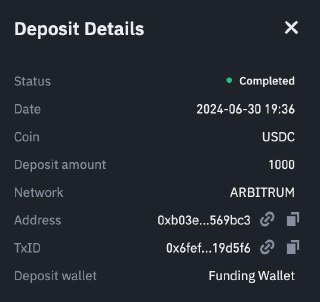 Deposit Details
Status Completed
Date 2024-06-30 19:36
Coin USDC
Deposit amount 1000
Network ARBITRUM
Address 0xb03e...569bc3
TxID 0x6fef...19d5f6
Deposit wallet Funding Wallet